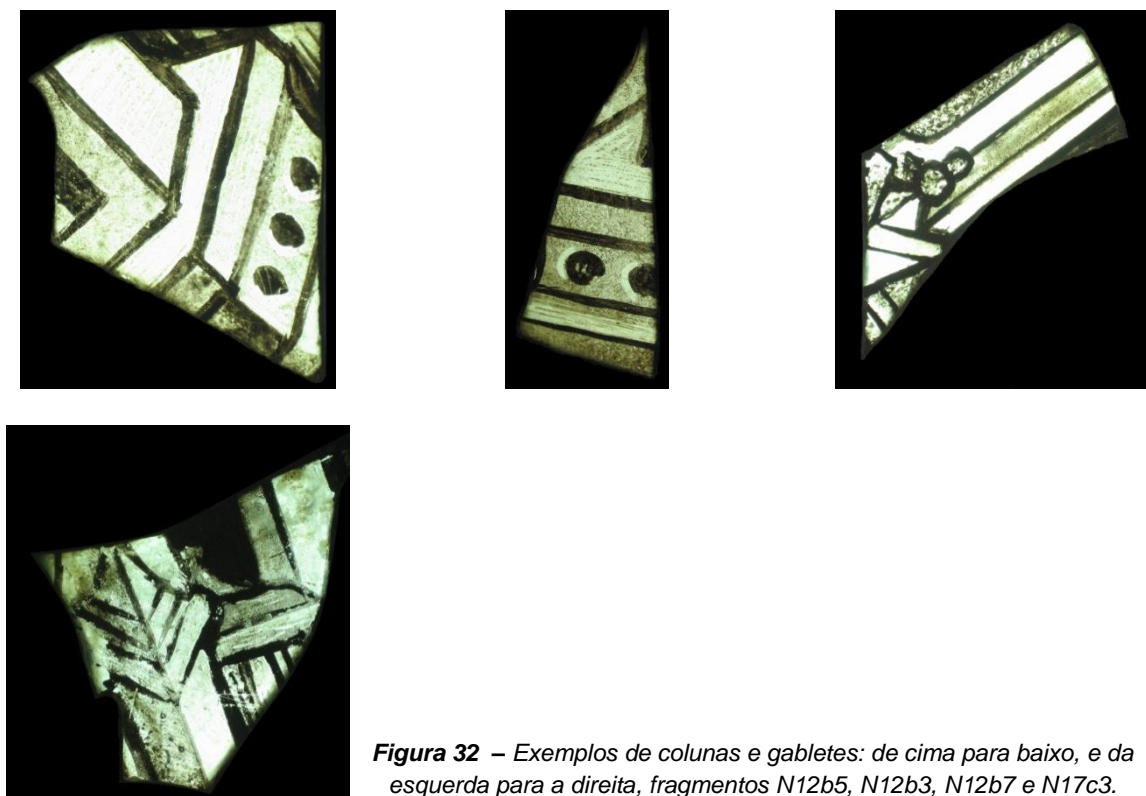 Figura 32 – Exemplos de colunas e gabletes: de cima para baixo, e da
esquerda para a direita, fragmentos N12b5, N12b3, N12b7 e N17c3.